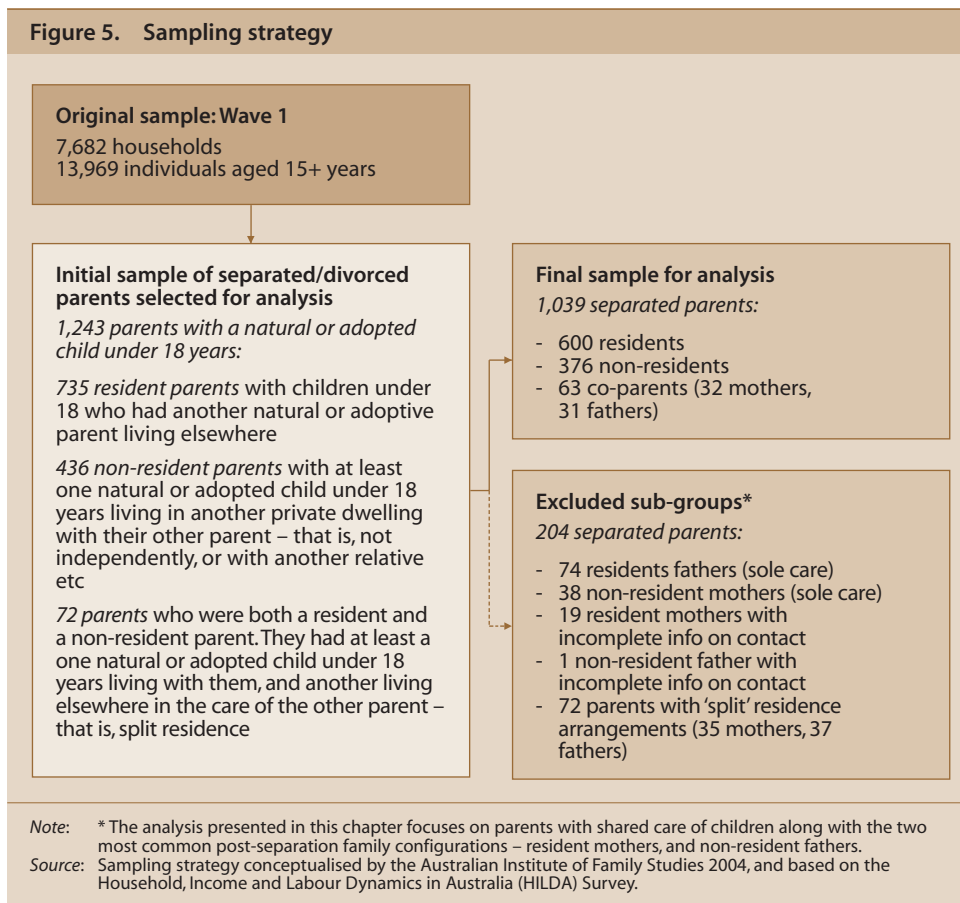 Figure 5. Sampling strategy
Original sample: Wave 1
7,682 households
13,969 individuals aged 15+ years
Initial sample of separated/divorced
parents selected for analysis
1,243 parents with a natural or adopted
child under 18 years:
735 resident parents with children under
18 who had another natural or adoptive
parent living elsewhere
436 non-resident parents with at least
one natural or adopted child under 18
years living in another private dwelling
with their other parent – that is, not
independently, or with another relative
etc
72 parents who were both a resident and
a non-resident parent. They had at least a
one natural or adopted child under 18
years living with them, and another living
elsewhere in the care of the other parent –
that is, split residence
Final sample for analysis
1,039 separated parents:
- 600 residents
- 376 non-residents
- 63 co-parents (32 mothers,
31 fathers)
Excluded sub-groups*
204 separated parents:
- 74 residents fathers (sole care)
- 38 non-resident mothers (sole care)
- 19 resident mothers with
incomplete info on contact
- 1 non-resident father with
incomplete info on contact
- 72 parents with ‘split’ residence
arrangements (35 mothers, 37
fathers)
Note: * The analysis presented in this chapter focuses on parents with shared care of children along with the two
most common post-separation family configurations – resident mothers, and non-resident fathers.
Source: Sampling strategy conceptualised by the Australian Institute of Family Studies 2004, and based on the
Household, Income and Labour Dynamics in Australia (HILDA) Survey.